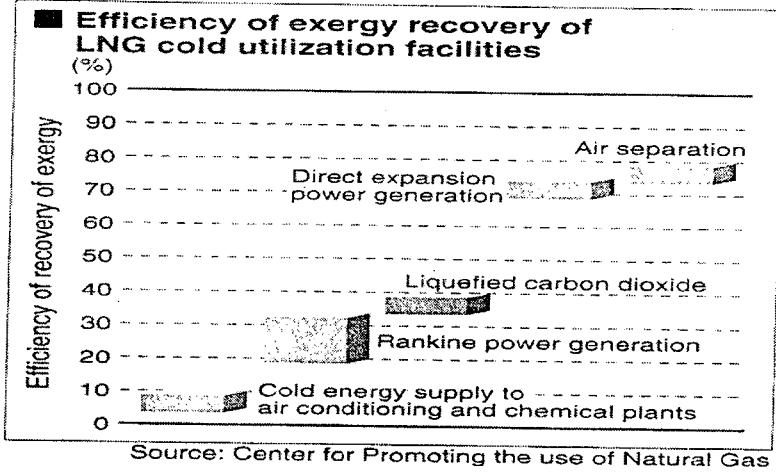 Efficiency of exergy recovery of
LNG cold utilization facilities
(%)
Efficiency of recovery of exergy
100
90
80
70
60
50
40
30
20
10
0
Air separation
Direct expansion
power generation
Liquefied carbon dioxide
Rankine power generation
Cold energy supply to
air conditioning and chemical plants
Source: Center for Promoting the use of Natural Gas